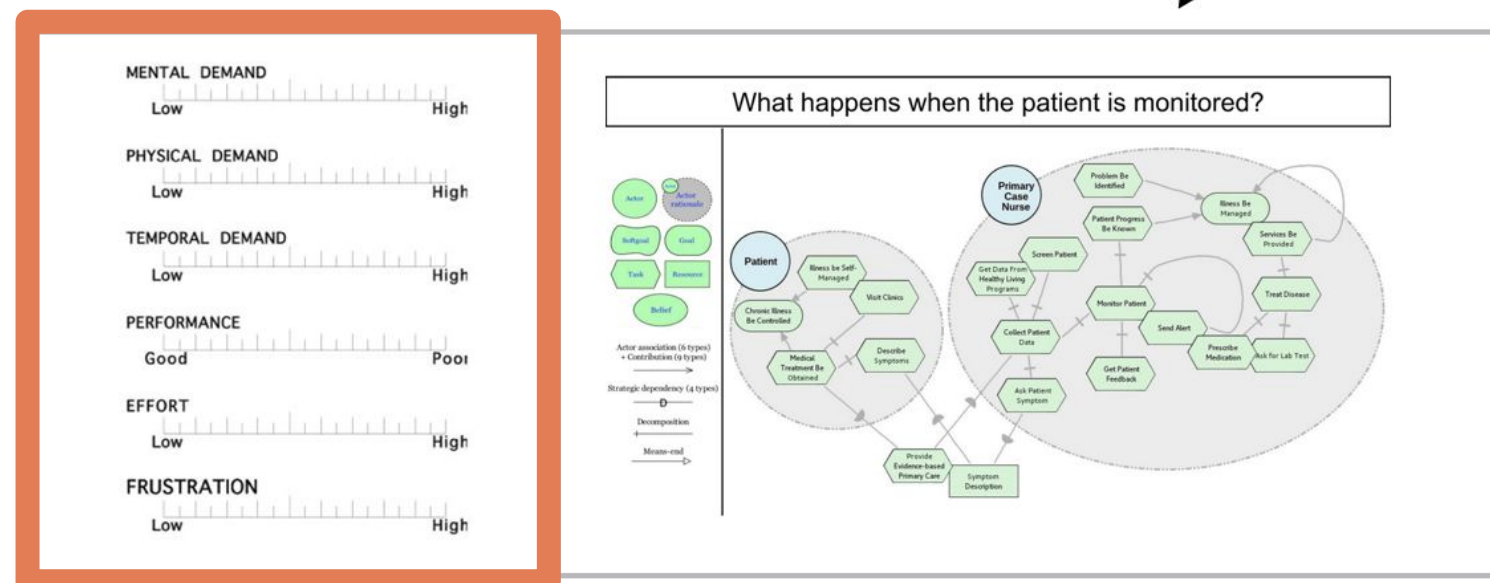 MENTAL DEMAND
Low High
PHYSICAL DEMAND
Low High
TEMPORAL DEMAND
Low High
PERFORMANCE
Good Poor
EFFORT
Low High
FRUSTRATION
Low High
What happens when the patient is monitored?
Actor
Actor
Actor
rationale
Softgoal
Goal
Task
Resource
Belief
Actor association (6 types)
+ Contribution (9 types)
Strategic dependency (4 types)
D
Decomposition
Means-end
Patient
Illness be Self-
Managed
Visit Clinics
Chronic Illness
Be Controlled
Medical
Treatment Be
Obtained
Describe
Symptoms
Primary
Case
Nurse
Problem Be
Identified
Illness Be
Managed
Patient Progress
Be Known
Services Be
Provided
Screen Patient
Get Data From
Healthy Living
Programs
Monitor Patient
Treat Disease
Send Alert
Collect Patient
Data
Prescribe
Medication
Ask for Lab Test
Get Patient
Feedback
Ask Patient
Symptom
Provide
Evidence-based
Primary Care
Symptom
Description